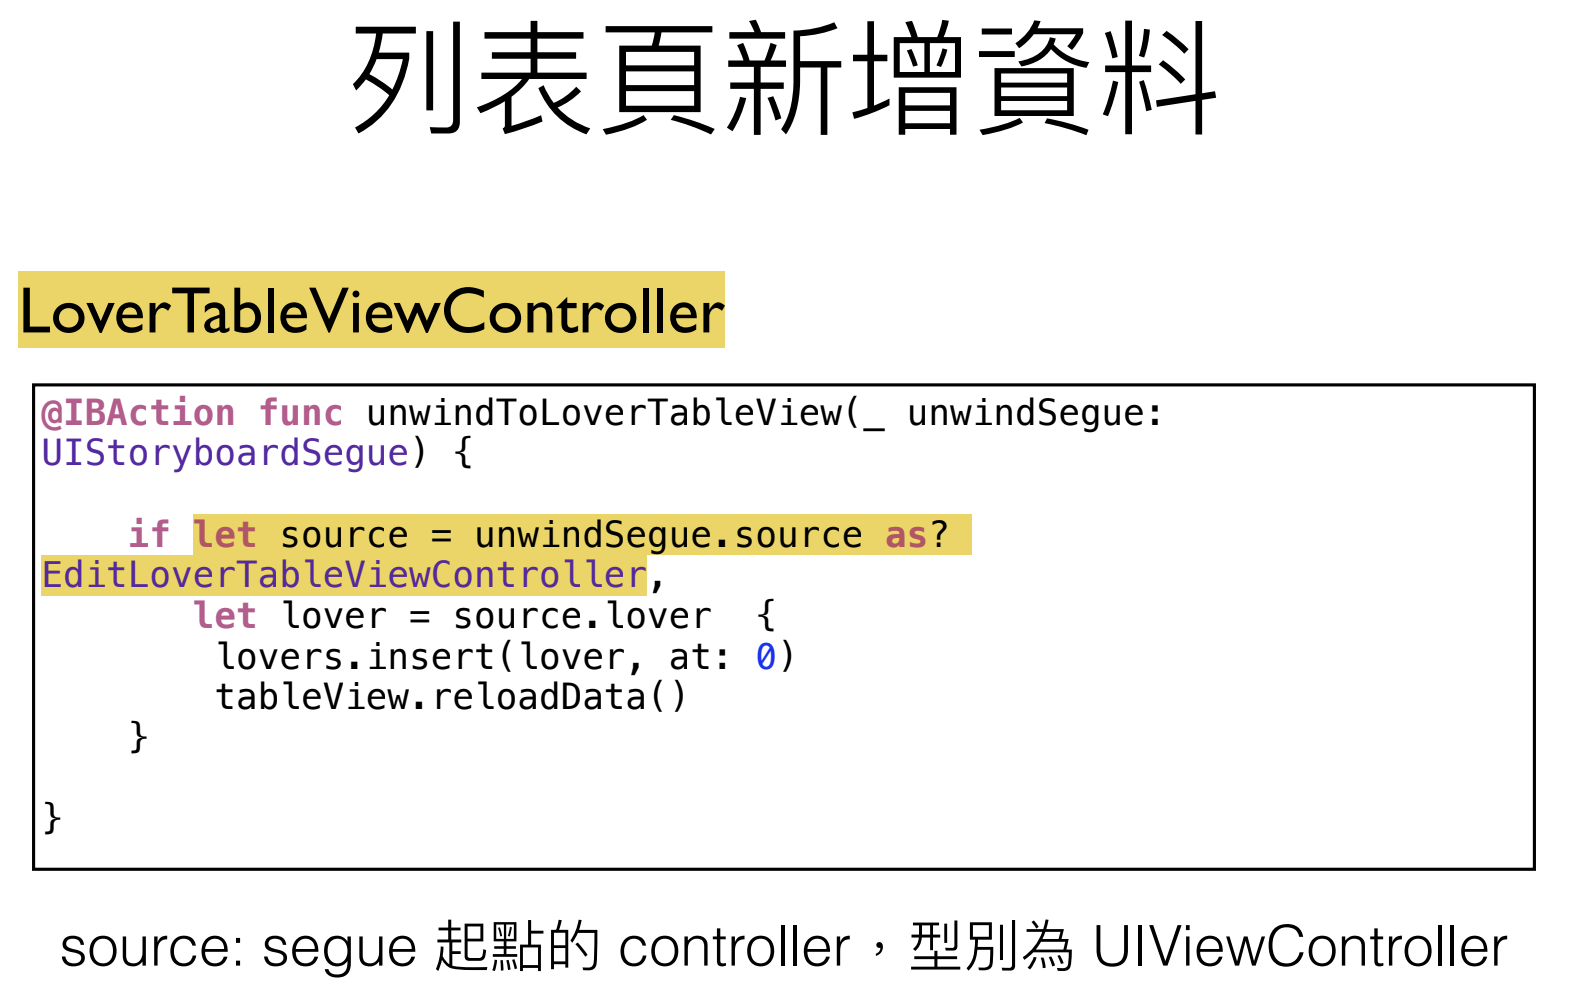 列表頁新增資料
LoverTableViewController
@IBAction func unwindToLoverTableView(_ unwindSegue:
UIStoryboardSegue) {
if let source = unwindSegue.source as?
EditLoverTableViewController,
let lover = source.lover  {
lovers.insert(lover, at: 0)
tableView.reloadData()
}
}
source: segue 起點的 controller，型別為 UIViewController